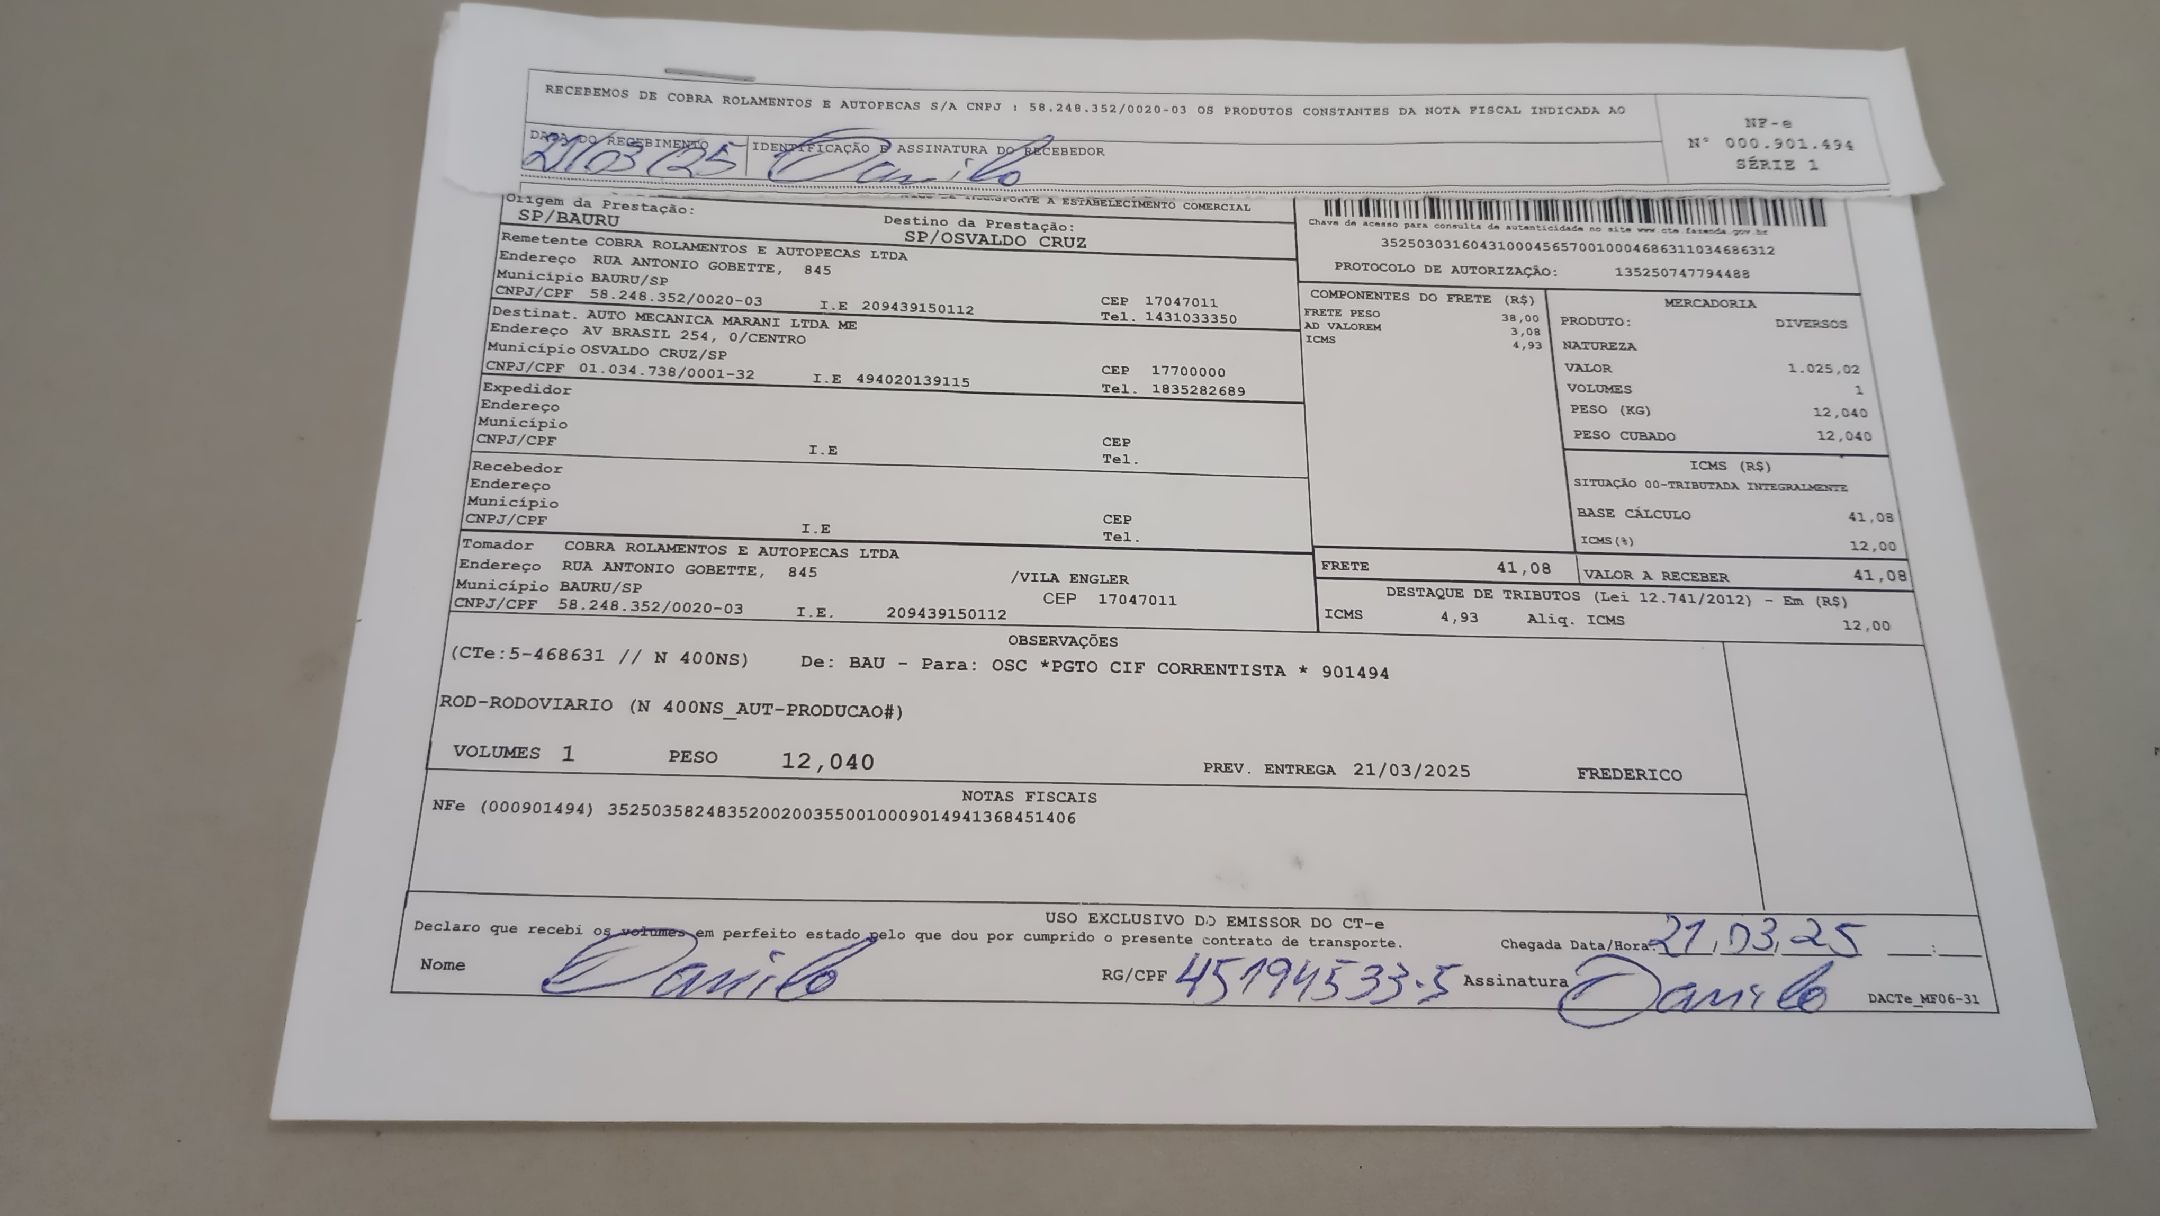 RECEBEMOS DE COBRA ROLAMENTOS E AUTOPECAS S/A CNPJ : 58.248.352/0020-03 OS PRODUTOS CONSTANTES DA NOTA FISCAL INDICADA AO
NF-e
N° 000.901.494
SÉRIE 1
DATA DO RECEBIMENTO IDENTIFICAÇÃO E ASSINATURA DO RECEBEDOR
21/03/25 Danilo
TRANSPORTE A ESTABELECIMENTO COMERCIAL
Origem da Prestação:
SP/BAURU
Destino da Prestação:
SP/OSVALDO CRUZ
Chave de acesso para consulta de autenticidade no site www.cte.fazenda.gov.br
35250303160431000456570010004686311034686312
PROTOCOLO DE AUTORIZAÇÃO: 135250747794488
Remetente COBRA ROLAMENTOS E AUTOPECAS LTDA
Endereço RUA ANTONIO GOBETTE, 845
Município BAURU/SP
CEP 17047011
CNPJ/CPF 58.248.352/0020-03 I.E 209439150112 Tel. 1431033350
Destinat. AUTO MECANICA MARANI LTDA ME
Endereço AV BRASIL 254, 0/CENTRO
Município OSVALDO CRUZ/SP
CEP 17700000
CNPJ/CPF 01.034.738/0001-32 I.E 494020139115 Tel. 1835282689
Expedidor
Endereço
Município
CEP
CNPJ/CPF I.E Tel.
Recebedor
Endereço
Município
CEP
CNPJ/CPF I.E Tel.
Tomador COBRA ROLAMENTOS E AUTOPECAS LTDA
Endereço RUA ANTONIO GOBETTE, 845 /VILA ENGLER
Município BAURU/SP CEP 17047011
CNPJ/CPF 58.248.352/0020-03 I.E. 209439150112
COMPONENTES DO FRETE (R$)
FRETE PESO 38,00
AD VALOREM 3,08
ICMS 4,93
MERCADORIA
PRODUTO: DIVERSOS
NATUREZA
VALOR 1.025,02
VOLUMES 1
PESO (KG) 12,040
PESO CUBADO 12,040
ICMS (R$)
SITUAÇÃO 00-TRIBUTADA INTEGRALMENTE
BASE CÁLCULO 41,08
ICMS(%) 12,00
FRETE 41,08 VALOR A RECEBER 41,08
DESTAQUE DE TRIBUTOS (Lei 12.741/2012) - Em (R$)
ICMS 4,93 Aliq. ICMS 12,00
OBSERVAÇÕES
(CTe:5-468631 // N 400NS) De: BAU - Para: OSC *PGTO CIF CORRENTISTA * 901494
ROD-RODOVIARIO (N 400NS_AUT-PRODUCAO#)
VOLUMES 1 PESO 12,040 PREV. ENTREGA 21/03/2025 FREDERICO
NOTAS FISCAIS
NFe (000901494) 35250358248352002003550010009014941368451406
USO EXCLUSIVO DO EMISSOR DO CT-e
Declaro que recebi os volumes em perfeito estado pelo que dou por cumprido o presente contrato de transporte. Chegada Data/Hora: 21,03,25 __:__
Nome Danilo RG/CPF 45194533-5 Assinatura Danilo DACTe_MF06-31